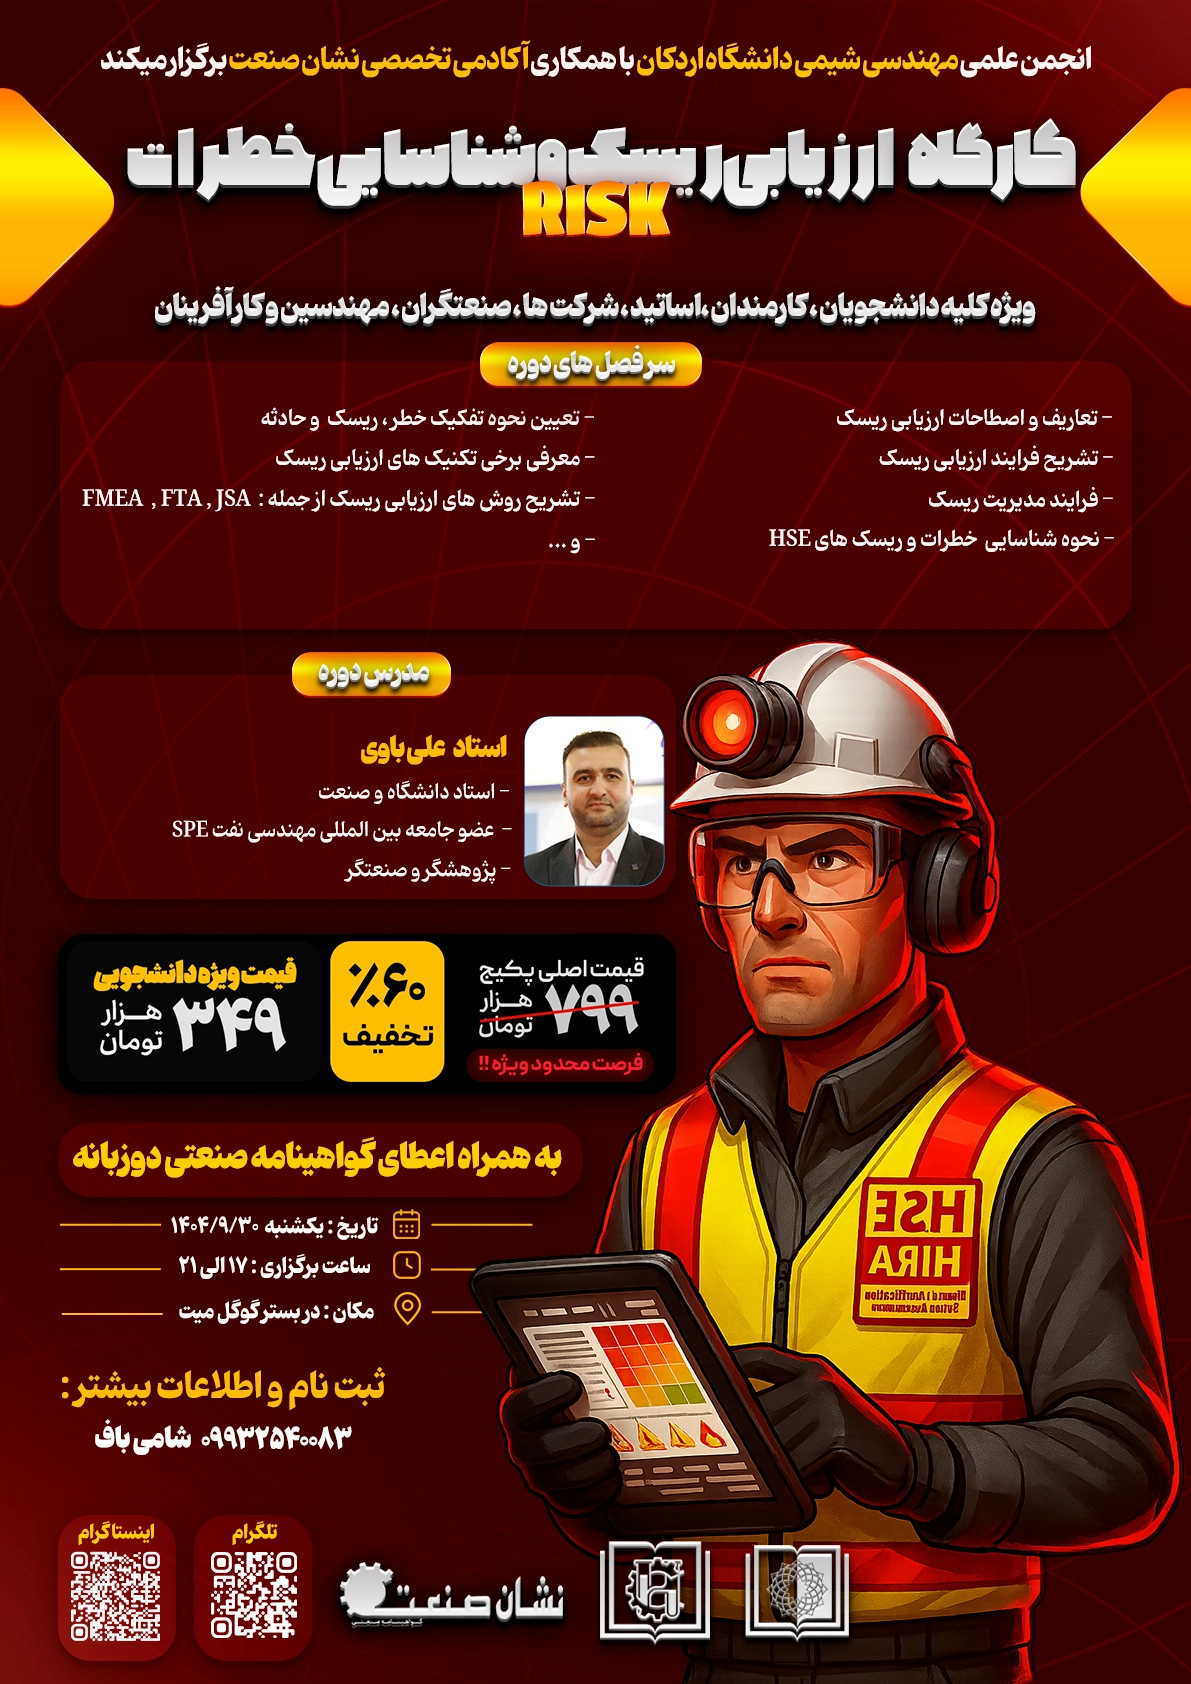 انجمن علمی مهندسی شیمی دانشگاه اردکان با همکاری آکادمی تخصصی نشان صنعت برگزار میکند
کارگاه ارزیابی ریسک و شناسایی خطرات
RISK
ویژه کلیه دانشجویان ، کارمندان ،اساتید ، شرکت ها ، صنعتگران ، مهندسین و کارآفرینان
سر فصل های دوره
- تعاریف و اصطاحات ارزیابی ریسک
- تشریح فرایند ارزیابی ریسک
- فرایند مدیریت ریسک
- نحوه شناسایی خطرات و ریسک های HSE
- تعیین نحوه تفکیک خطر ، ریسک و حادثه
- معرفی برخی تکنیک های ارزیابی ریسک
- تشریح روش های ارزیابی ریسک از جمله : FMEA , FTA , JSA
- و ...
مدرس دوره
استاد علی باوی
- استاد دانشگاه و صنعت
- عضو جامعه بین المللی مهندسی نفت SPE
- پژوهشگر و صنعتگر
قیمت اصلی پکیج
۷۹۹ هزار تومان
فرصت محدود ویژه !!
۶۰٪
تخفیف
قیمت ویژه دانشجویی
۳۴۹ هزار تومان
به همراه اعطای گواهینامه صنعتی دوزبانه
تاریخ : یکشنبه ۱۴۰۴/۹/۳۰
ساعت برگزاری : ۱۷ الی ۲۱
مکان : در بستر گوگل میت
ثبت نام و اطلاعات بیشتر :
۰۹۹۳۲۵۴۰۰۸۳ شامی باف
HSE
HIRA
تلگرام
اینستاگرام
نشان صنعت
گواهینامه صنعتی